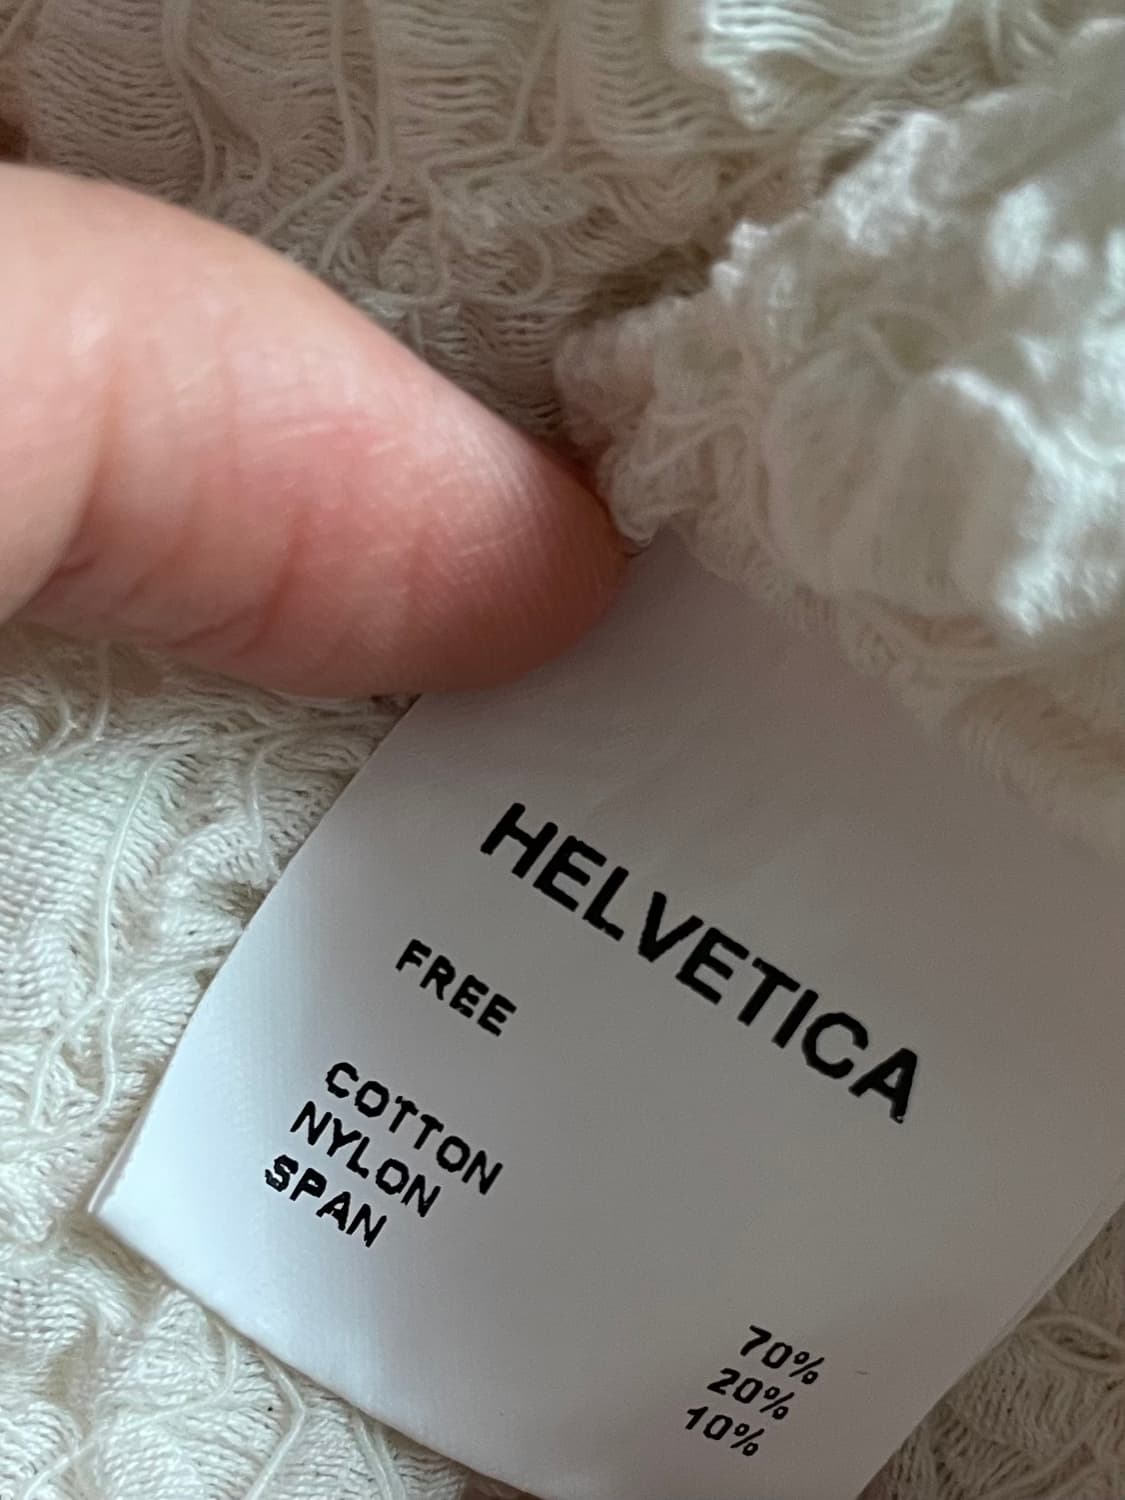 HELVETICA
FREE
COTTON 70%
NYLON 20%
SPAN 10%